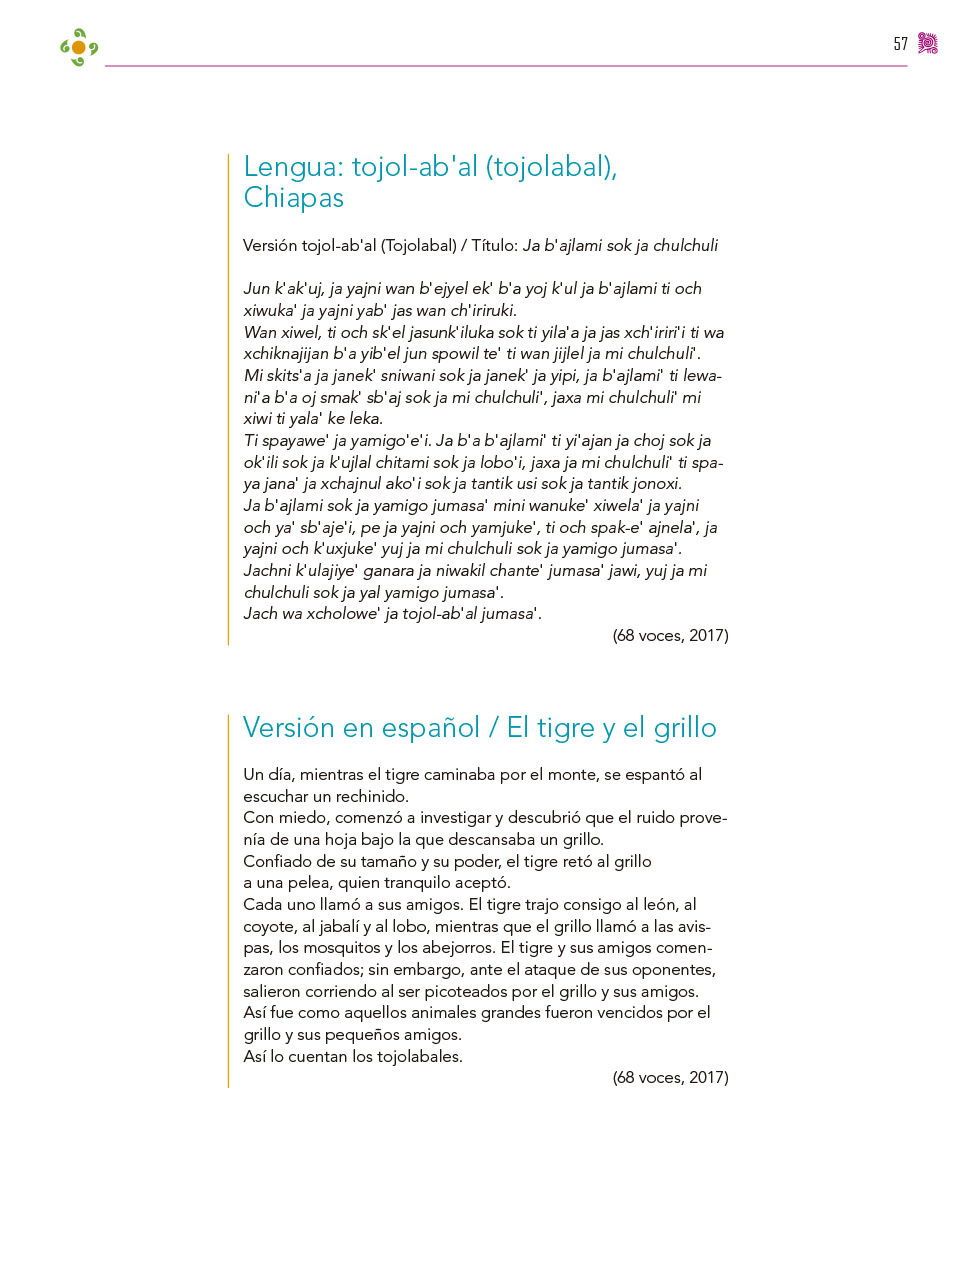 57
Lengua: tojol-ab'al (tojolabal),
Chiapas
Versión tojol-ab'al (Tojolabal) / Título: Ja b'ajlami sok ja chulchuli
Jun k'ak'uj, ja yajni wan b'ejyel ek' b'a yoj k'ul ja b'ajlami ti och
xiwuka' ja yajni yab' jas wan ch'iriruki.
Wan xiwel, ti och sk'el jasunk'iluka sok ti yila'a ja jas xch'iriri'i ti wa
xchiknajijan b'a yib'el jun spowil te' ti wan jijlel ja mi chulchuli'.
Mi skits'a ja janek' sniwani sok ja janek' ja yipi, ja b'ajlami' ti lewa-
ni'a b'a oj smak' sb'aj sok ja mi chulchuli', jaxa mi chulchuli' mi
xiwi ti yala' ke leka.
Ti spayawe' ja yamigo'e'i. Ja b'a b'ajlami' ti yi'ajan ja choj sok ja
ok'ili sok ja k'ujlal chitami sok ja lobo'i, jaxa ja mi chulchuli' ti spa-
ya jana' ja xchajnul ako'i sok ja tantik usi sok ja tantik jonoxi.
Ja b'ajlami sok ja yamigo jumasa' mini wanuke' xiwela' ja yajni
och ya' sb'aje'i, pe ja yajni och yamjuke', ti och spak-e' ajnela', ja
yajni och k'uxjuke' yuj ja mi chulchuli sok ja yamigo jumasa'.
Jachni k'ulajiye' ganara ja niwakil chante' jumasa' jawi, yuj ja mi
chulchuli sok ja yal yamigo jumasa'.
Jach wa xcholowe' ja tojol-ab'al jumasa'.
(68 voces, 2017)
Versión en español / El tigre y el grillo
Un día, mientras el tigre caminaba por el monte, se espantó al
escuchar un rechinido.
Con miedo, comenzó a investigar y descubrió que el ruido prove-
nía de una hoja bajo la que descansaba un grillo.
Confiado de su tamaño y su poder, el tigre retó al grillo
a una pelea, quien tranquilo aceptó.
Cada uno llamó a sus amigos. El tigre trajo consigo al león, al
coyote, al jabalí y al lobo, mientras que el grillo llamó a las avis-
pas, los mosquitos y los abejorros. El tigre y sus amigos comen-
zaron confiados; sin embargo, ante el ataque de sus oponentes,
salieron corriendo al ser picoteados por el grillo y sus amigos.
Así fue como aquellos animales grandes fueron vencidos por el
grillo y sus pequeños amigos.
Así lo cuentan los tojolabales.
(68 voces, 2017)